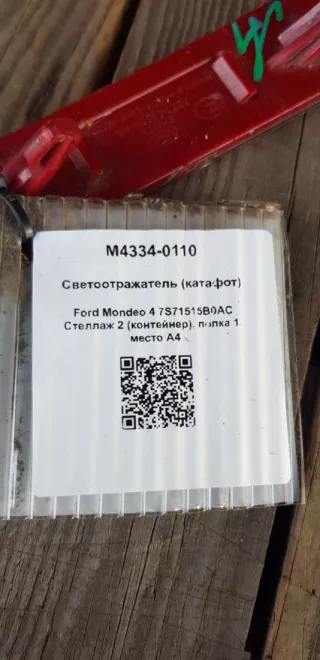 M4334-0110
Светоотражатель (катафот)
Ford Mondeo 4 7S71515B0AC
Стеллаж 2 (контейнер), полка 1,
место А4